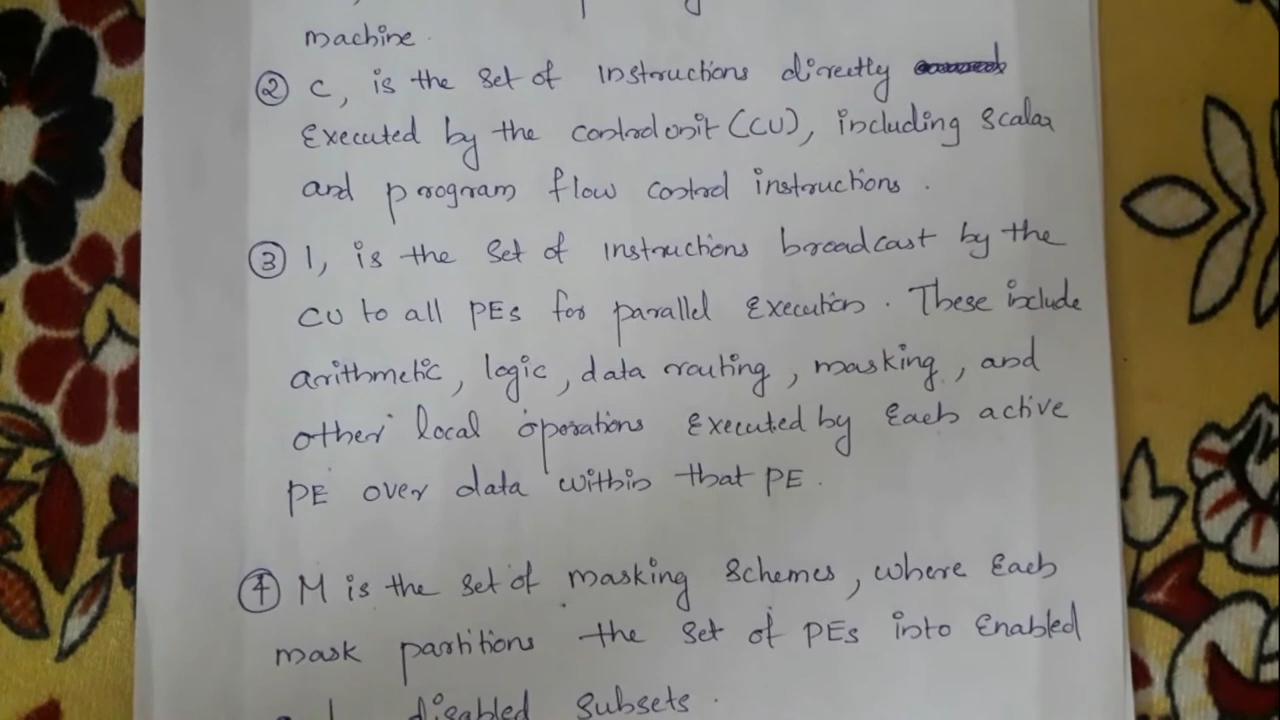 machine.
② C, is the set of instructions directly
Executed by the control unit (CU), including scalar
and program flow control instructions.
③ I, is the set of instructions broadcast by the
CU to all PEs for parallel execution. These include
arithmetic, logic, data routing, masking, and
other local operations executed by each active
PE over data within that PE.
④ M is the set of masking schemes, where each
mask partitions the set of PEs into Enabled
disabled subsets.